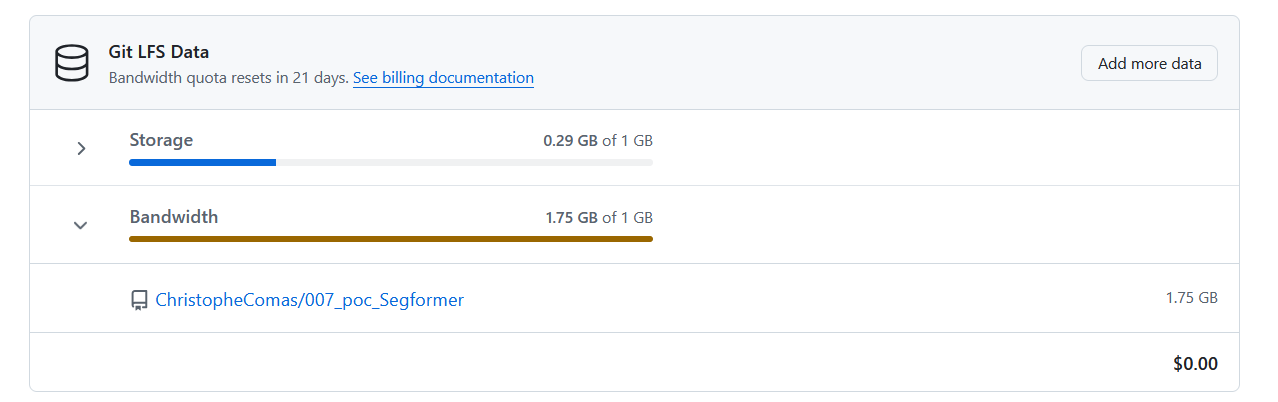 Git LFS Data
Bandwidth quota resets in 21 days. See billing documentation
Add more data
Storage
0.29 GB of 1 GB
Bandwidth
1.75 GB of 1 GB
ChristopheComas/007_poc_Segformer
1.75 GB
$0.00